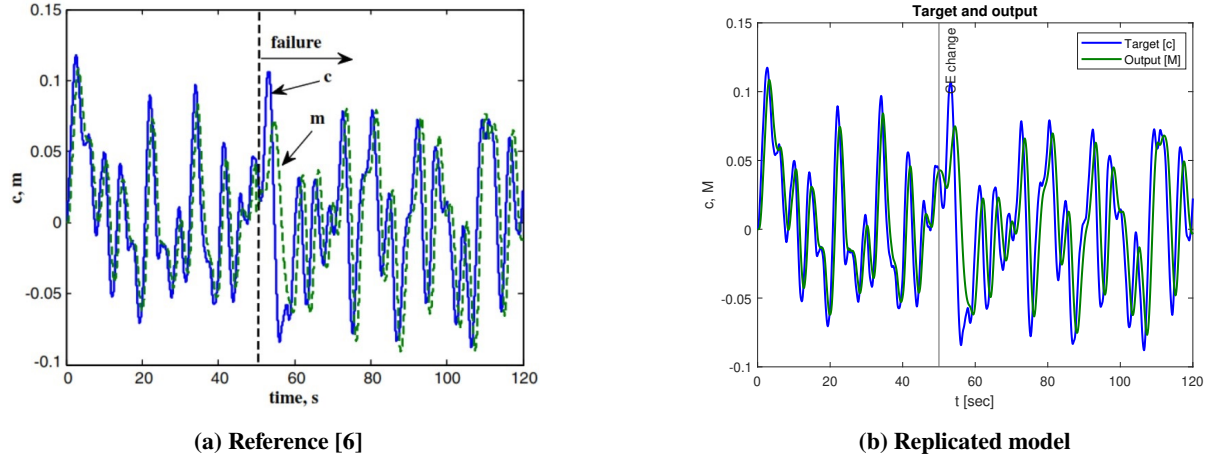 0.15
0.1
0.05
0
-0.05
-0.1
c, m
failure
c
m
0 20 40 60 80 100 120
time, s
(a) Reference [6]
Target and output
0.15
0.1
0.05
0
-0.05
-0.1
c, M
CE change
Target [c]
Output [M]
0 20 40 60 80 100 120
t [sec]
(b) Replicated model